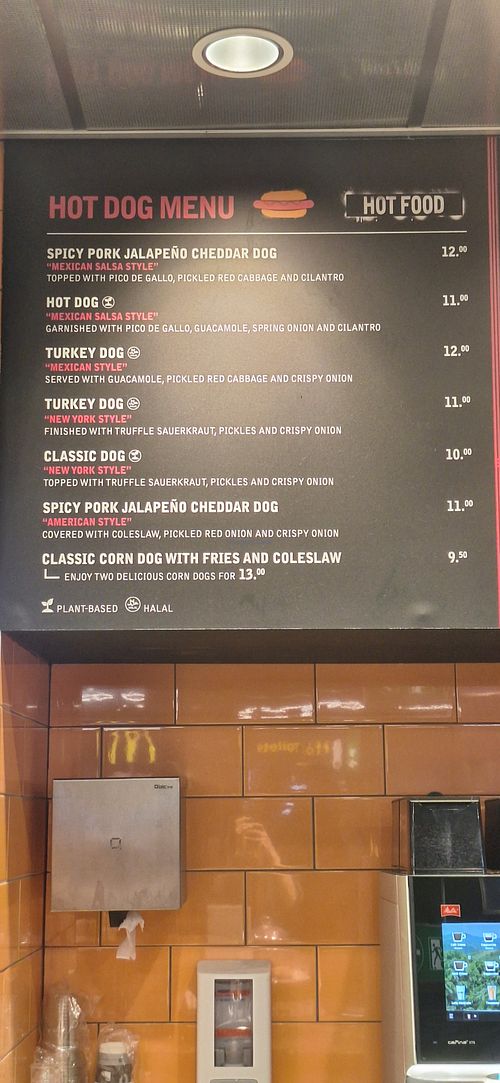 HOT DOG MENU
HOT FOOD
SPICY PORK JALAPEÑO CHEDDAR DOG 12.00
"MEXICAN SALSA STYLE"
TOPPED WITH PICO DE GALLO, PICKLED RED CABBAGE AND CILANTRO
HOT DOG 11.00
"MEXICAN SALSA STYLE"
GARNISHED WITH PICO DE GALLO, GUACAMOLE, SPRING ONION AND CILANTRO
TURKEY DOG 12.00
"MEXICAN STYLE"
SERVED WITH GUACAMOLE, PICKLED RED CABBAGE AND CRISPY ONION
TURKEY DOG 11.00
"NEW YORK STYLE"
FINISHED WITH TRUFFLE SAUERKRAUT, PICKLES AND CRISPY ONION
CLASSIC DOG 10.00
"NEW YORK STYLE"
TOPPED WITH TRUFFLE SAUERKRAUT, PICKLES AND CRISPY ONION
SPICY PORK JALAPEÑO CHEDDAR DOG 11.00
"AMERICAN STYLE"
COVERED WITH COLESLAW, PICKLED RED ONION AND CRISPY ONION
CLASSIC CORN DOG WITH FRIES AND COLESLAW 9.50
ENJOY TWO DELICIOUS CORN DOGS FOR 13.00
PLANT-BASED HALAL
Melitta